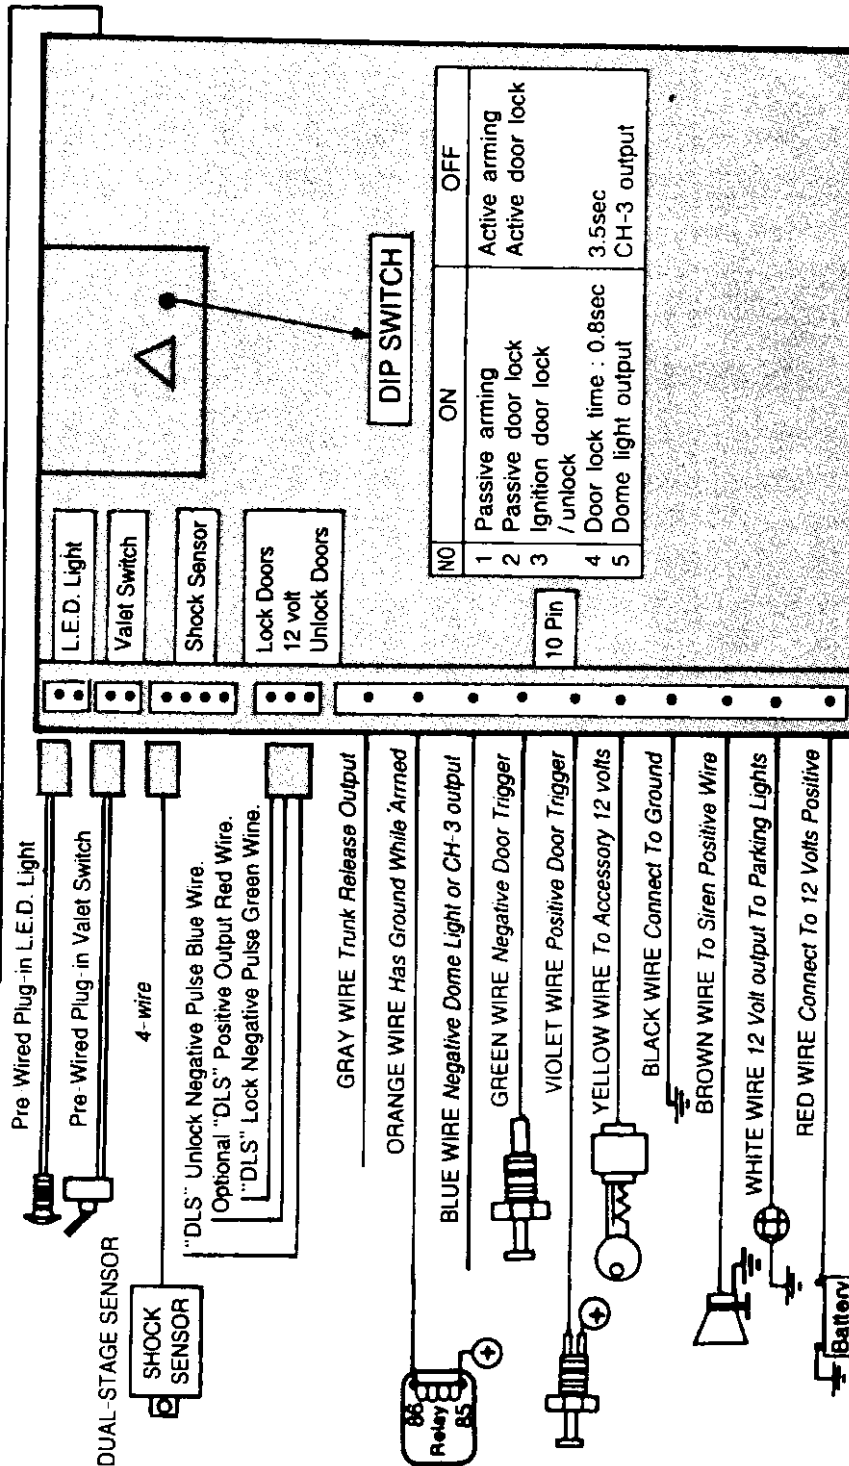 Pre Wired Plug-in L.E.D. Light
Pre-Wired Plug-in Valet Switch
4-wire
DUAL-STAGE SENSOR
SHOCK
SENSOR
"DLS" Unlock Negative Pulse Blue Wire.
Optional "DLS" Positive Output Red Wire.
"DLS" Lock Negative Pulse Green Wine.
GRAY WIRE Trunk Release Output
ORANGE WIRE Has Ground While Armed
86
Relay
85
BLUE WIRE Negative Dome Light or CH-3 output
GREEN WIRE Negative Door Trigger
VIOLET WIRE Positive Door Trigger
YELLOW WIRE To Accessory 12 volts
BLACK WIRE Connect To Ground
BROWN WIRE To Siren Positive Wire
WHITE WIRE 12 Volt output To Parking Lights
RED WIRE Connect To 12 Volts Positive
Battery
L.E.D. Light
Valet Switch
Shock Sensor
Lock Doors
12 volt
Unlock Doors
10 Pin
DIP SWITCH
NO ON OFF
1 Passive arming Active arming
2 Passive door lock Active door lock
3 Ignition door lock
/ unlock
4 Door lock time : 0.8sec 3.5sec
5 Dome light output CH-3 output